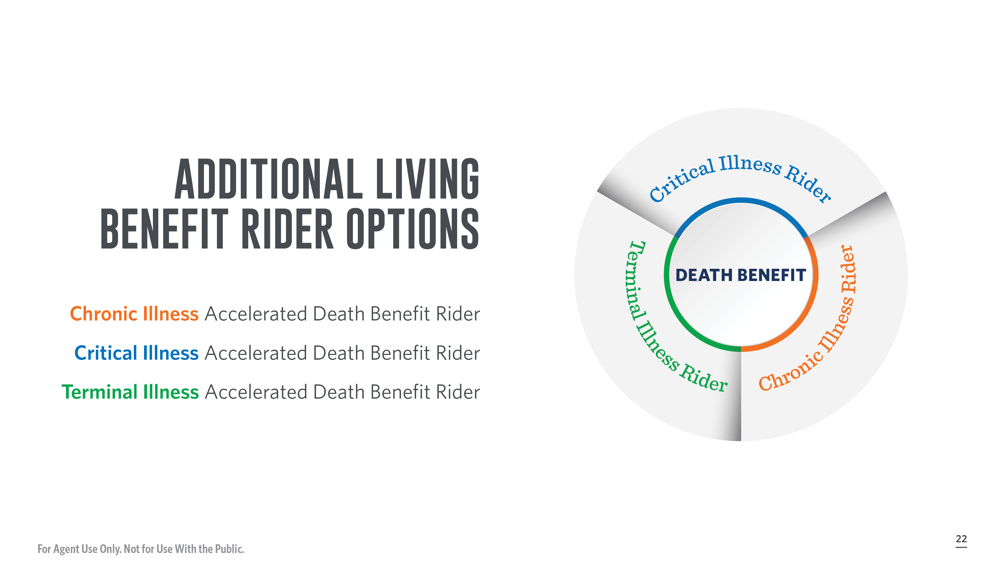 ADDITIONAL LIVING
BENEFIT RIDER OPTIONS
Chronic Illness Accelerated Death Benefit Rider
Critical Illness Accelerated Death Benefit Rider
Terminal Illness Accelerated Death Benefit Rider
Critical Illness Rider
Terminal Illness Rider
DEATH BENEFIT
Chronic Illness Rider
For Agent Use Only. Not for Use With the Public.
22